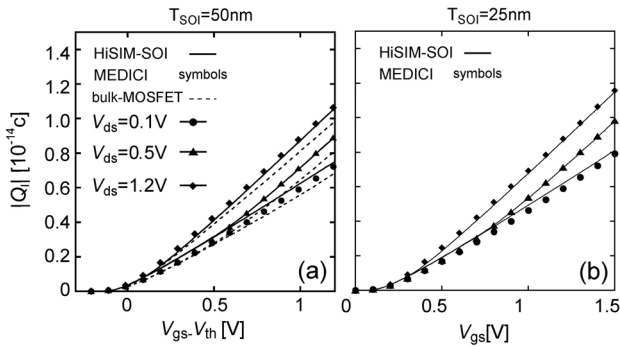 T_SOI=50nm
T_SOI=25nm
|Q_i| [10^-14c]
1.4
1.2
1.0
0.8
0.6
0.4
0.2
0
HiSIM-SOI
MEDICI symbols
bulk-MOSFET
V_ds=0.1V
V_ds=0.5V
V_ds=1.2V
(a)
0 0.5 1
V_gs-V_th [V]
HiSIM-SOI
MEDICI symbols
(b)
0 0.5 1.0 1.5
V_gs[V]